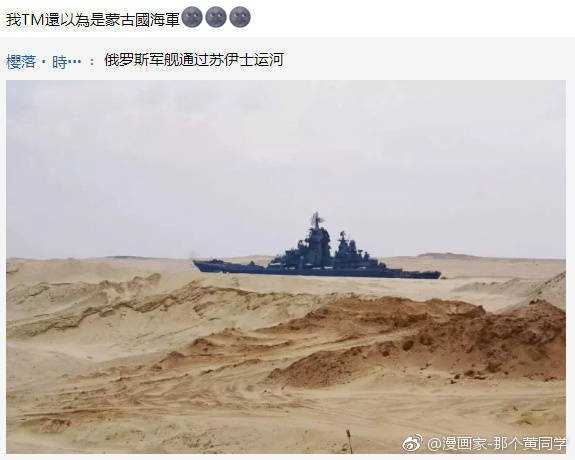 我TM還以為是蒙古國海軍🌚🌚🌚
櫻落·時… ：俄罗斯军舰通过苏伊士运河
@漫画家-那个黄同学